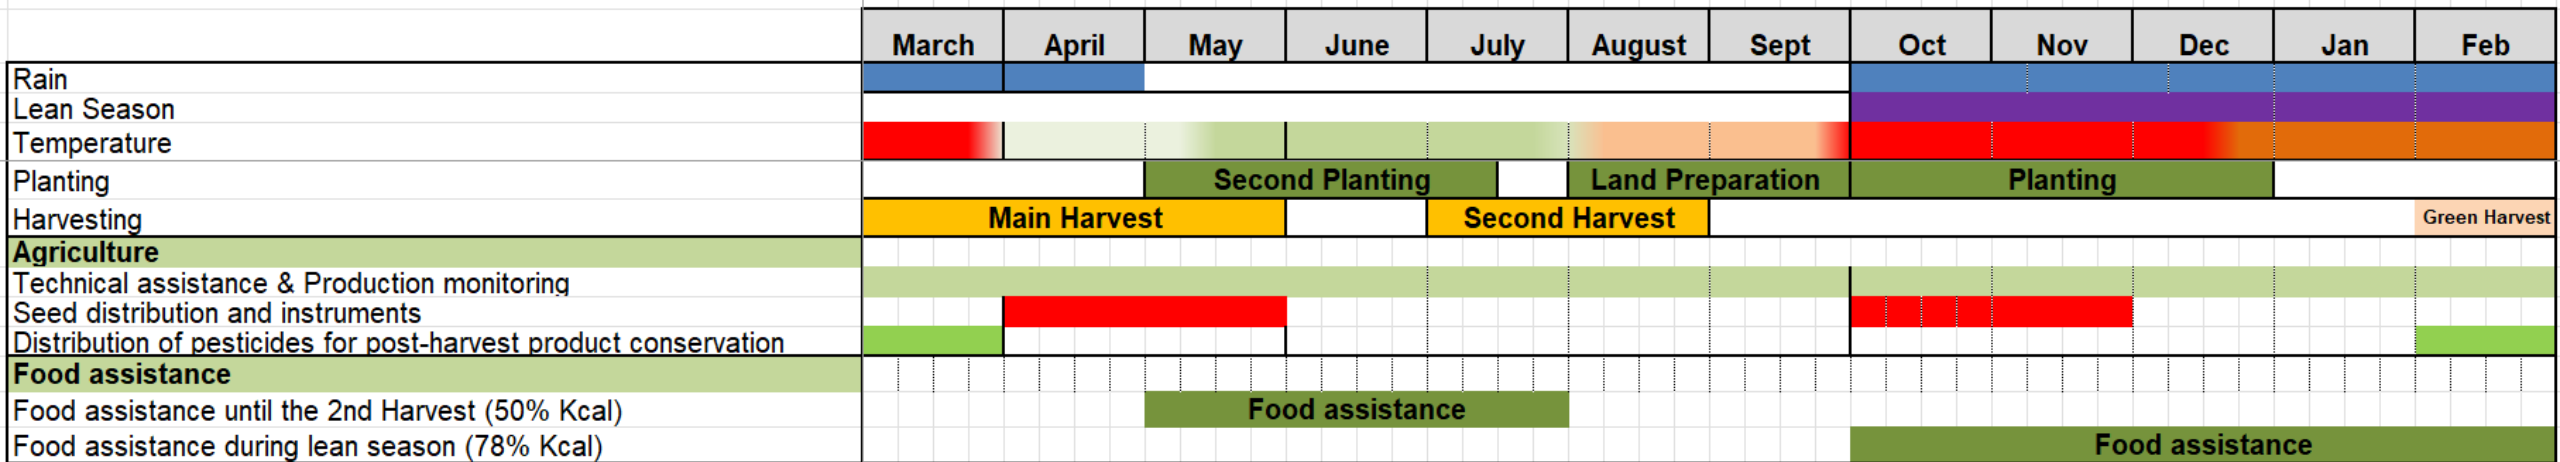 March April May June July August Sept Oct Nov Dec Jan Feb
Rain
Lean Season
Temperature
Planting Second Planting Land Preparation Planting
Harvesting Main Harvest Second Harvest Green Harvest
Agriculture
Technical assistance & Production monitoring
Seed distribution and instruments
Distribution of pesticides for post-harvest product conservation
Food assistance
Food assistance until the 2nd Harvest (50% Kcal) Food assistance
Food assistance during lean season (78% Kcal) Food assistance